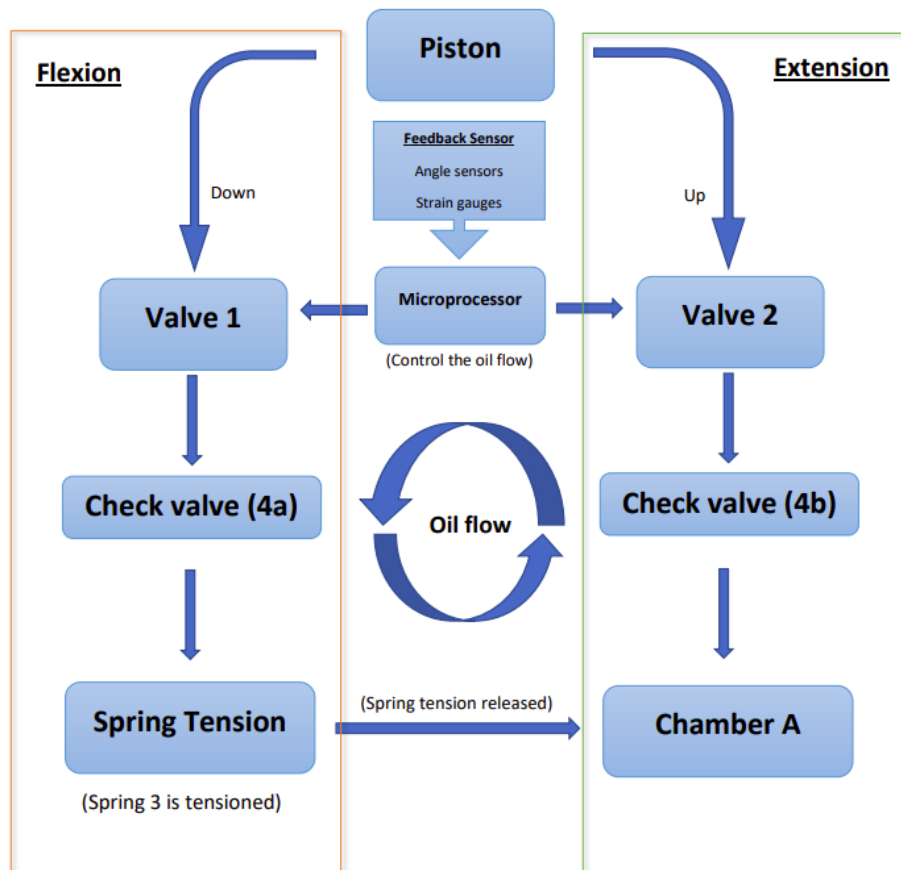 Piston
Flexion
Extension
Feedback Sensor
Angle sensors
Strain gauges
Down
Up
Valve 1
Microprocessor
Valve 2
(Control the oil flow)
Check valve (4a)
Oil flow
Check valve (4b)
Spring Tension
(Spring tension released)
Chamber A
(Spring 3 is tensioned)